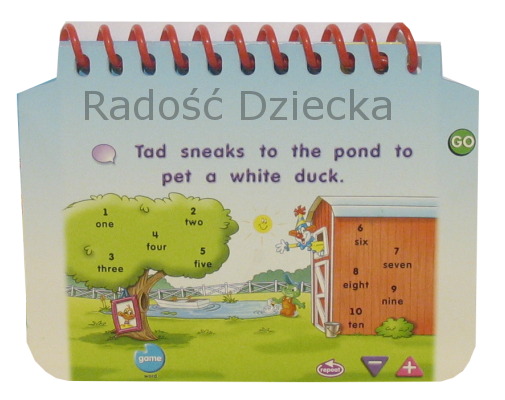 Radość Dziecka
GO
Tad sneaks to the pond to
pet a white duck.
1
one
2
two
3
three
4
four
5
five
6
six
7
seven
8
eight
9
nine
10
ten
game
word
repeat